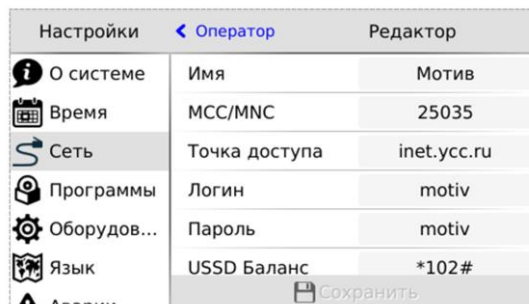 Настройки
Оператор
Редактор
О системе
Имя
Мотив
Время
MCC/MNC
25035
Сеть
Точка доступа
inet.ycc.ru
Программы
Логин
motiv
Оборудов...
Пароль
motiv
Язык
USSD Баланс
*102#
Аварии
Сохранить